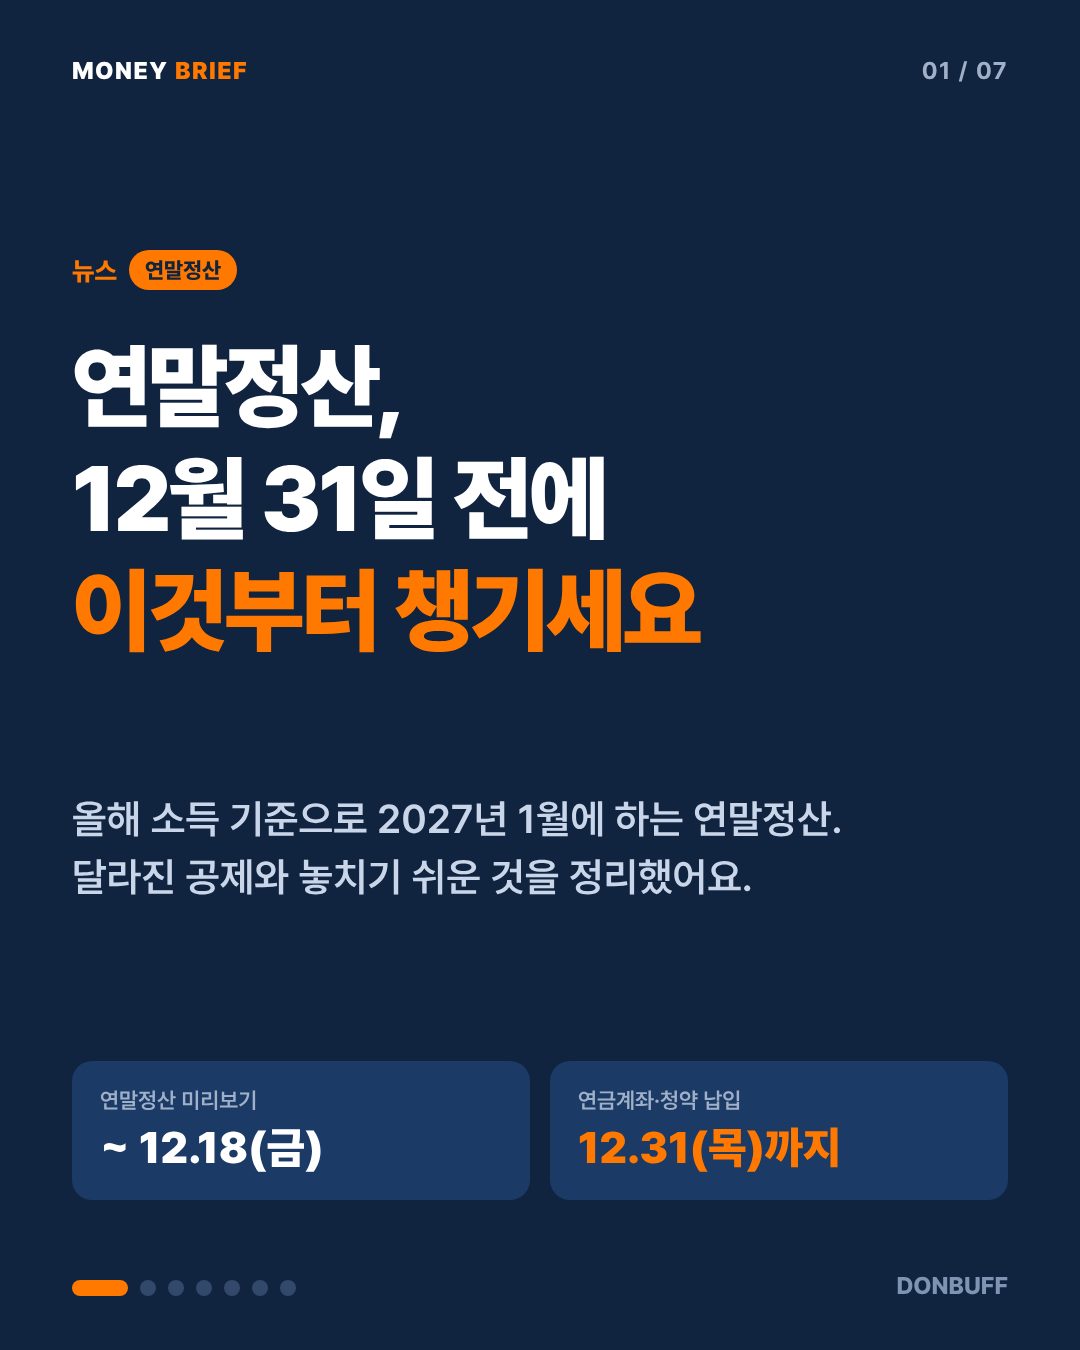 MONEY BRIEF
01 / 07
뉴스 연말정산
연말정산,
12월 31일 전에
이것부터 챙기세요
올해 소득 기준으로 2027년 1월에 하는 연말정산.
달라진 공제와 놓치기 쉬운 것을 정리했어요.
연말정산 미리보기
~ 12.18(금)
연금계좌·청약 납입
12.31(목)까지
DONBUFF